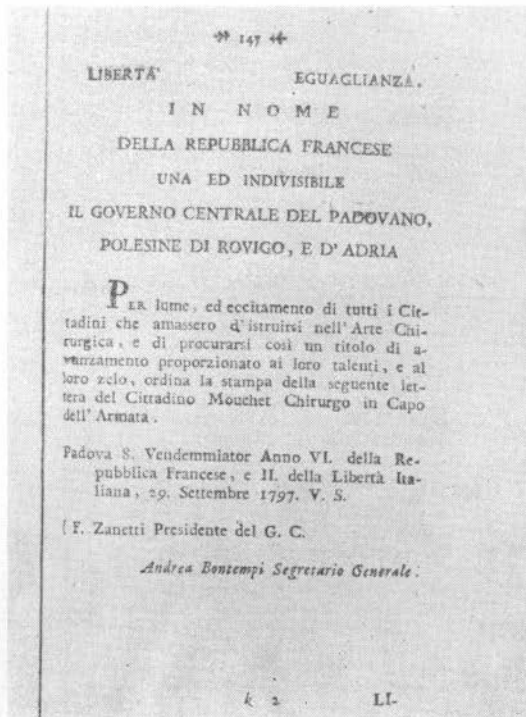 147
LIBERTA' EGUAGLIANZA.
IN NOME
DELLA REPUBBLICA FRANCESE
UNA ED INDIVISIBILE
IL GOVERNO CENTRALE DEL PADOVANO,
POLESINE DI ROVIGO, E D'ADRIA
PER lume, ed eccitamento di tutti i Cit-
tadini che amassero d'istruirsi nell'Arte Chi-
rurgica, e di procurarsi così un titolo di a-
vanzamento proporzionato ai loro talenti, e al
loro zelo, ordina la stampa della seguente let-
tera del Cittadino Mouchet Chirurgo in Capo
dell'Armata.
Padova 8. Vendemmiator Anno VI. della Re-
pubblica Francese, e II. della Libertà Ita-
liana, 29. Settembre 1797. V. S.
( F. Zanetti Presidente del G. C.
Andrea Bontempi Segretario Generale.
k 2 LI-